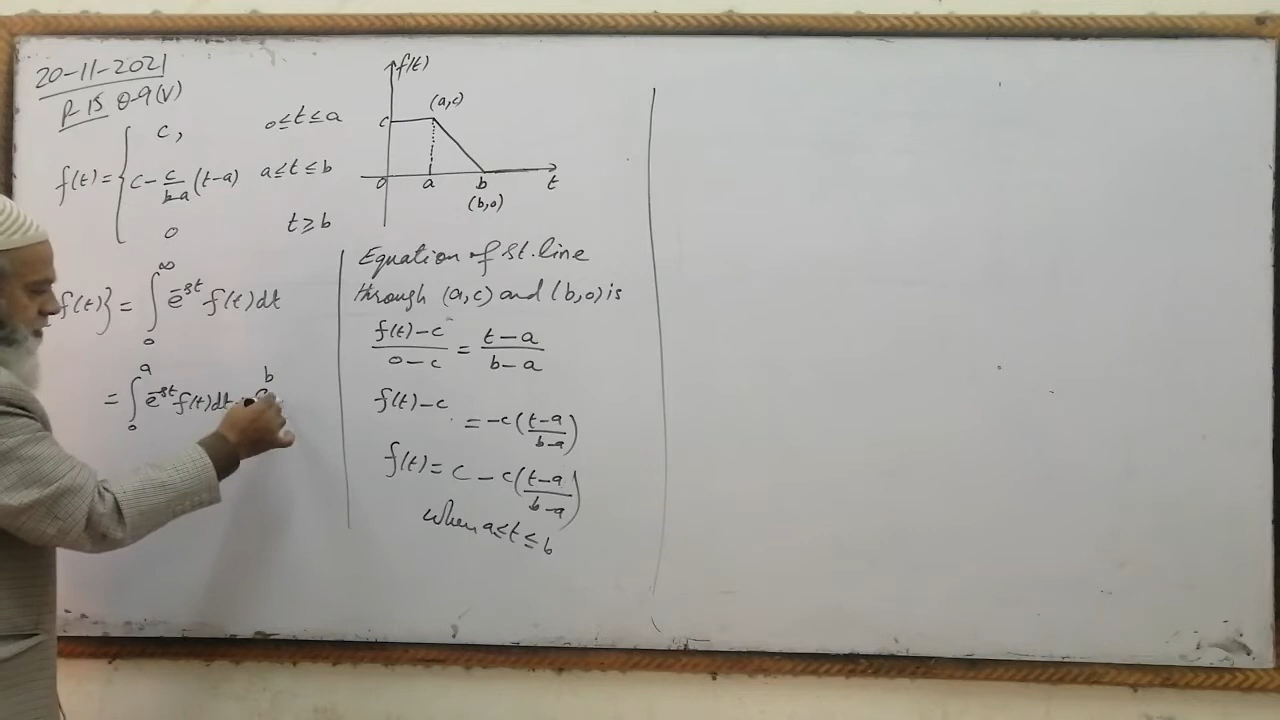 20-11-2021
P-15 Q-9(V)
f(t) = { c, 0 ≤ t ≤ a
c - c/(b-a) (t-a) a ≤ t ≤ b
0 t ≥ b
f(t)} = ∫₀^∞ e^-st f(t) dt
= ∫₀^a e^-st f(t) dt
b
f(t)
(a,c)
c
0 a b t
(b,0)
Equation of st. line
through (a,c) and (b,0) is
(f(t) - c)/(0 - c) = (t - a)/(b - a)
f(t) - c = -c((t-a)/(b-a))
f(t) = c - c((t-a)/(b-a))
when a ≤ t ≤ b